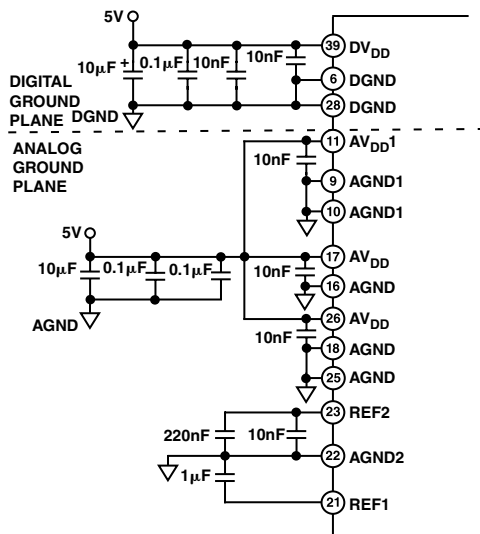 5V
10µF + 0.1µF 10nF 10nF
39 DVDD
6 DGND
28 DGND
DIGITAL
GROUND
PLANE DGND
ANALOG
GROUND
PLANE
11 AVDD1
10nF
9 AGND1
10 AGND1
5V
10µF 0.1µF 0.1µF 10nF
17 AVDD
16 AGND
AGND
26 AVDD
10nF
18 AGND
25 AGND
23 REF2
220nF 10nF
22 AGND2
1µF
21 REF1